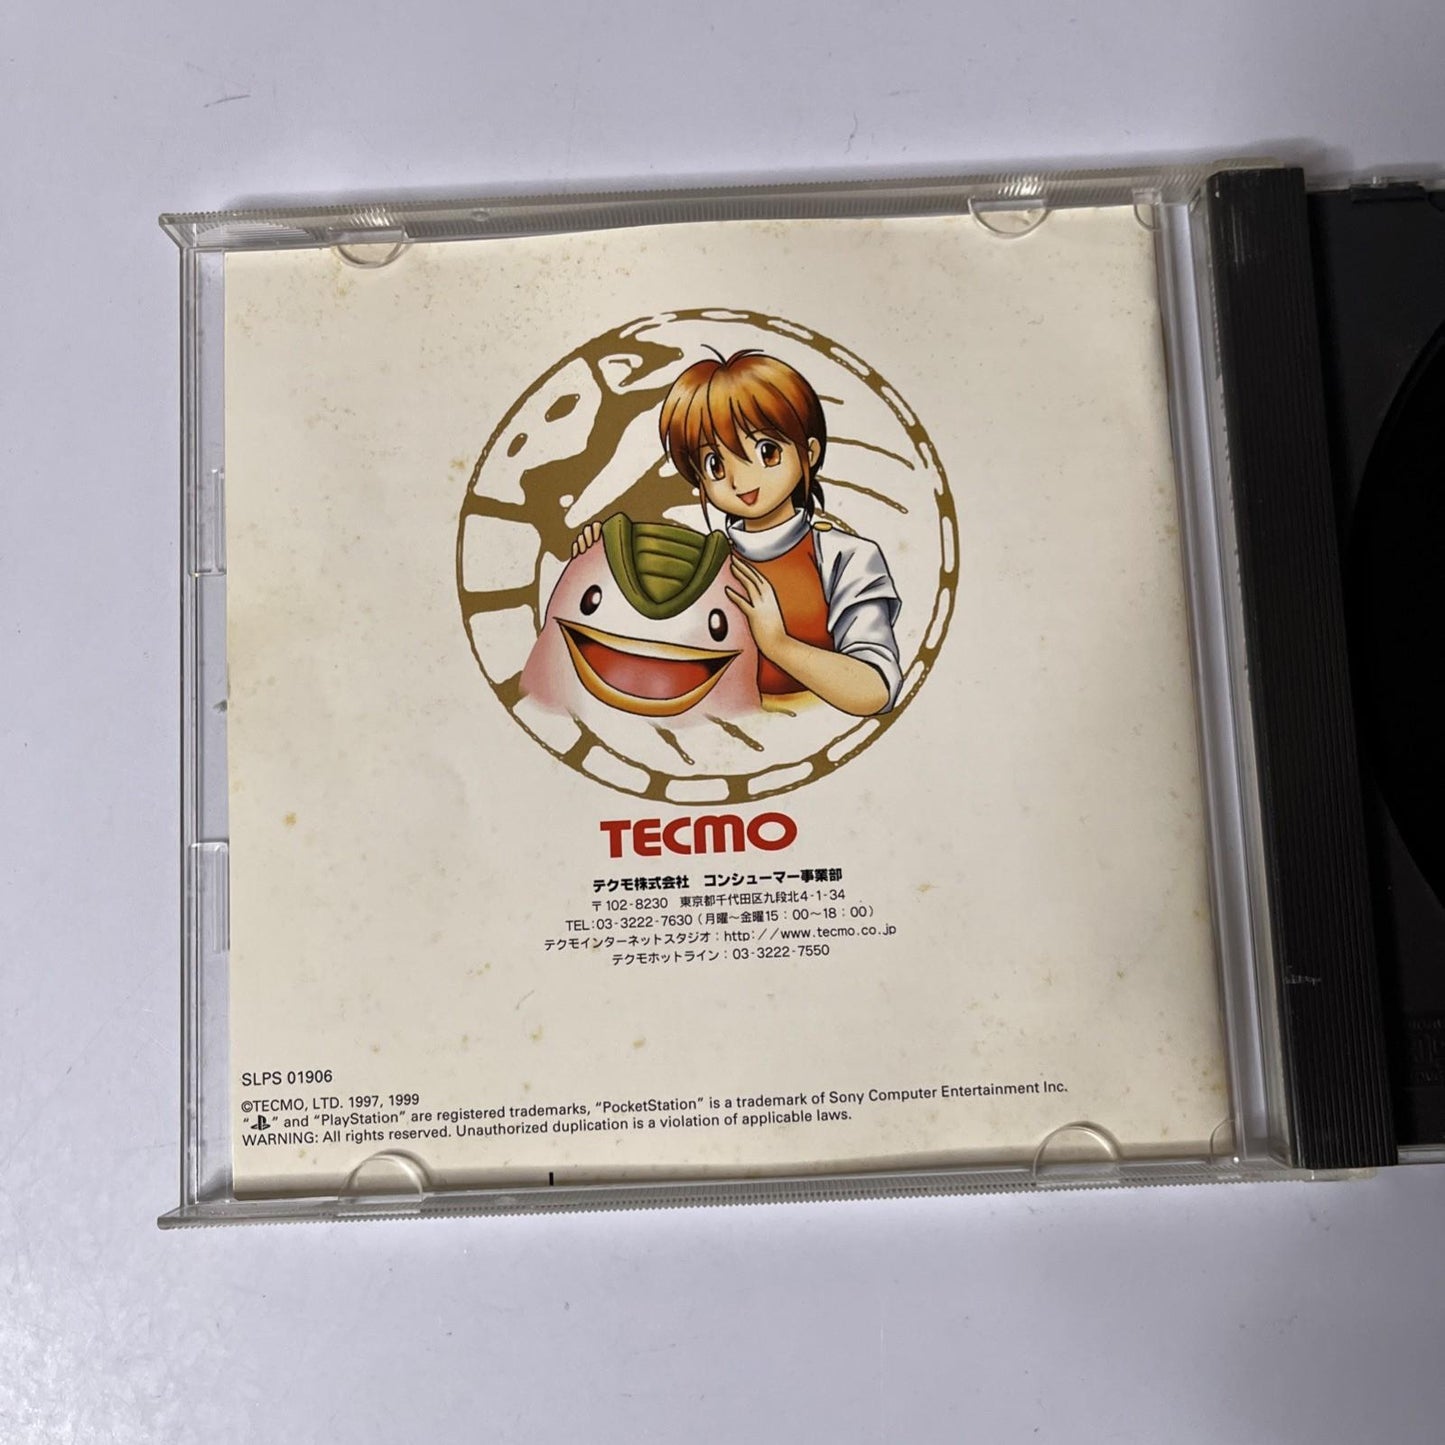 TECMO
テクモ株式会社　コンシューマー事業部
〒102-8230　東京都千代田区九段北4-1-34
TEL:03-3222-7630（月曜〜金曜15：00〜18：00）
テクモインターネットスタジオ：http://www.tecmo.co.jp
テクモホットライン：03-3222-7550
SLPS 01906
©TECMO, LTD. 1997, 1999
“ ” and “PlayStation” are registered trademarks, “PocketStation” is a trademark of Sony Computer Entertainment Inc.
WARNING: All rights reserved. Unauthorized duplication is a violation of applicable laws.